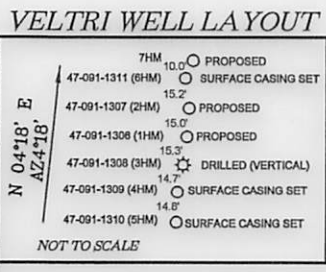 VELTRI WELL LAYOUT
7HM PROPOSED
10.0'
47-091-1311 (6HM) SURFACE CASING SET
15.2'
47-091-1307 (2HM) PROPOSED
15.0'
47-091-1306 (1HM) PROPOSED
15.3'
47-091-1308 (3HM) DRILLED (VERTICAL)
14.7'
47-091-1309 (4HM) SURFACE CASING SET
14.8'
47-091-1310 (5HM) SURFACE CASING SET
N 04°18' E
AZ4°18'
NOT TO SCALE